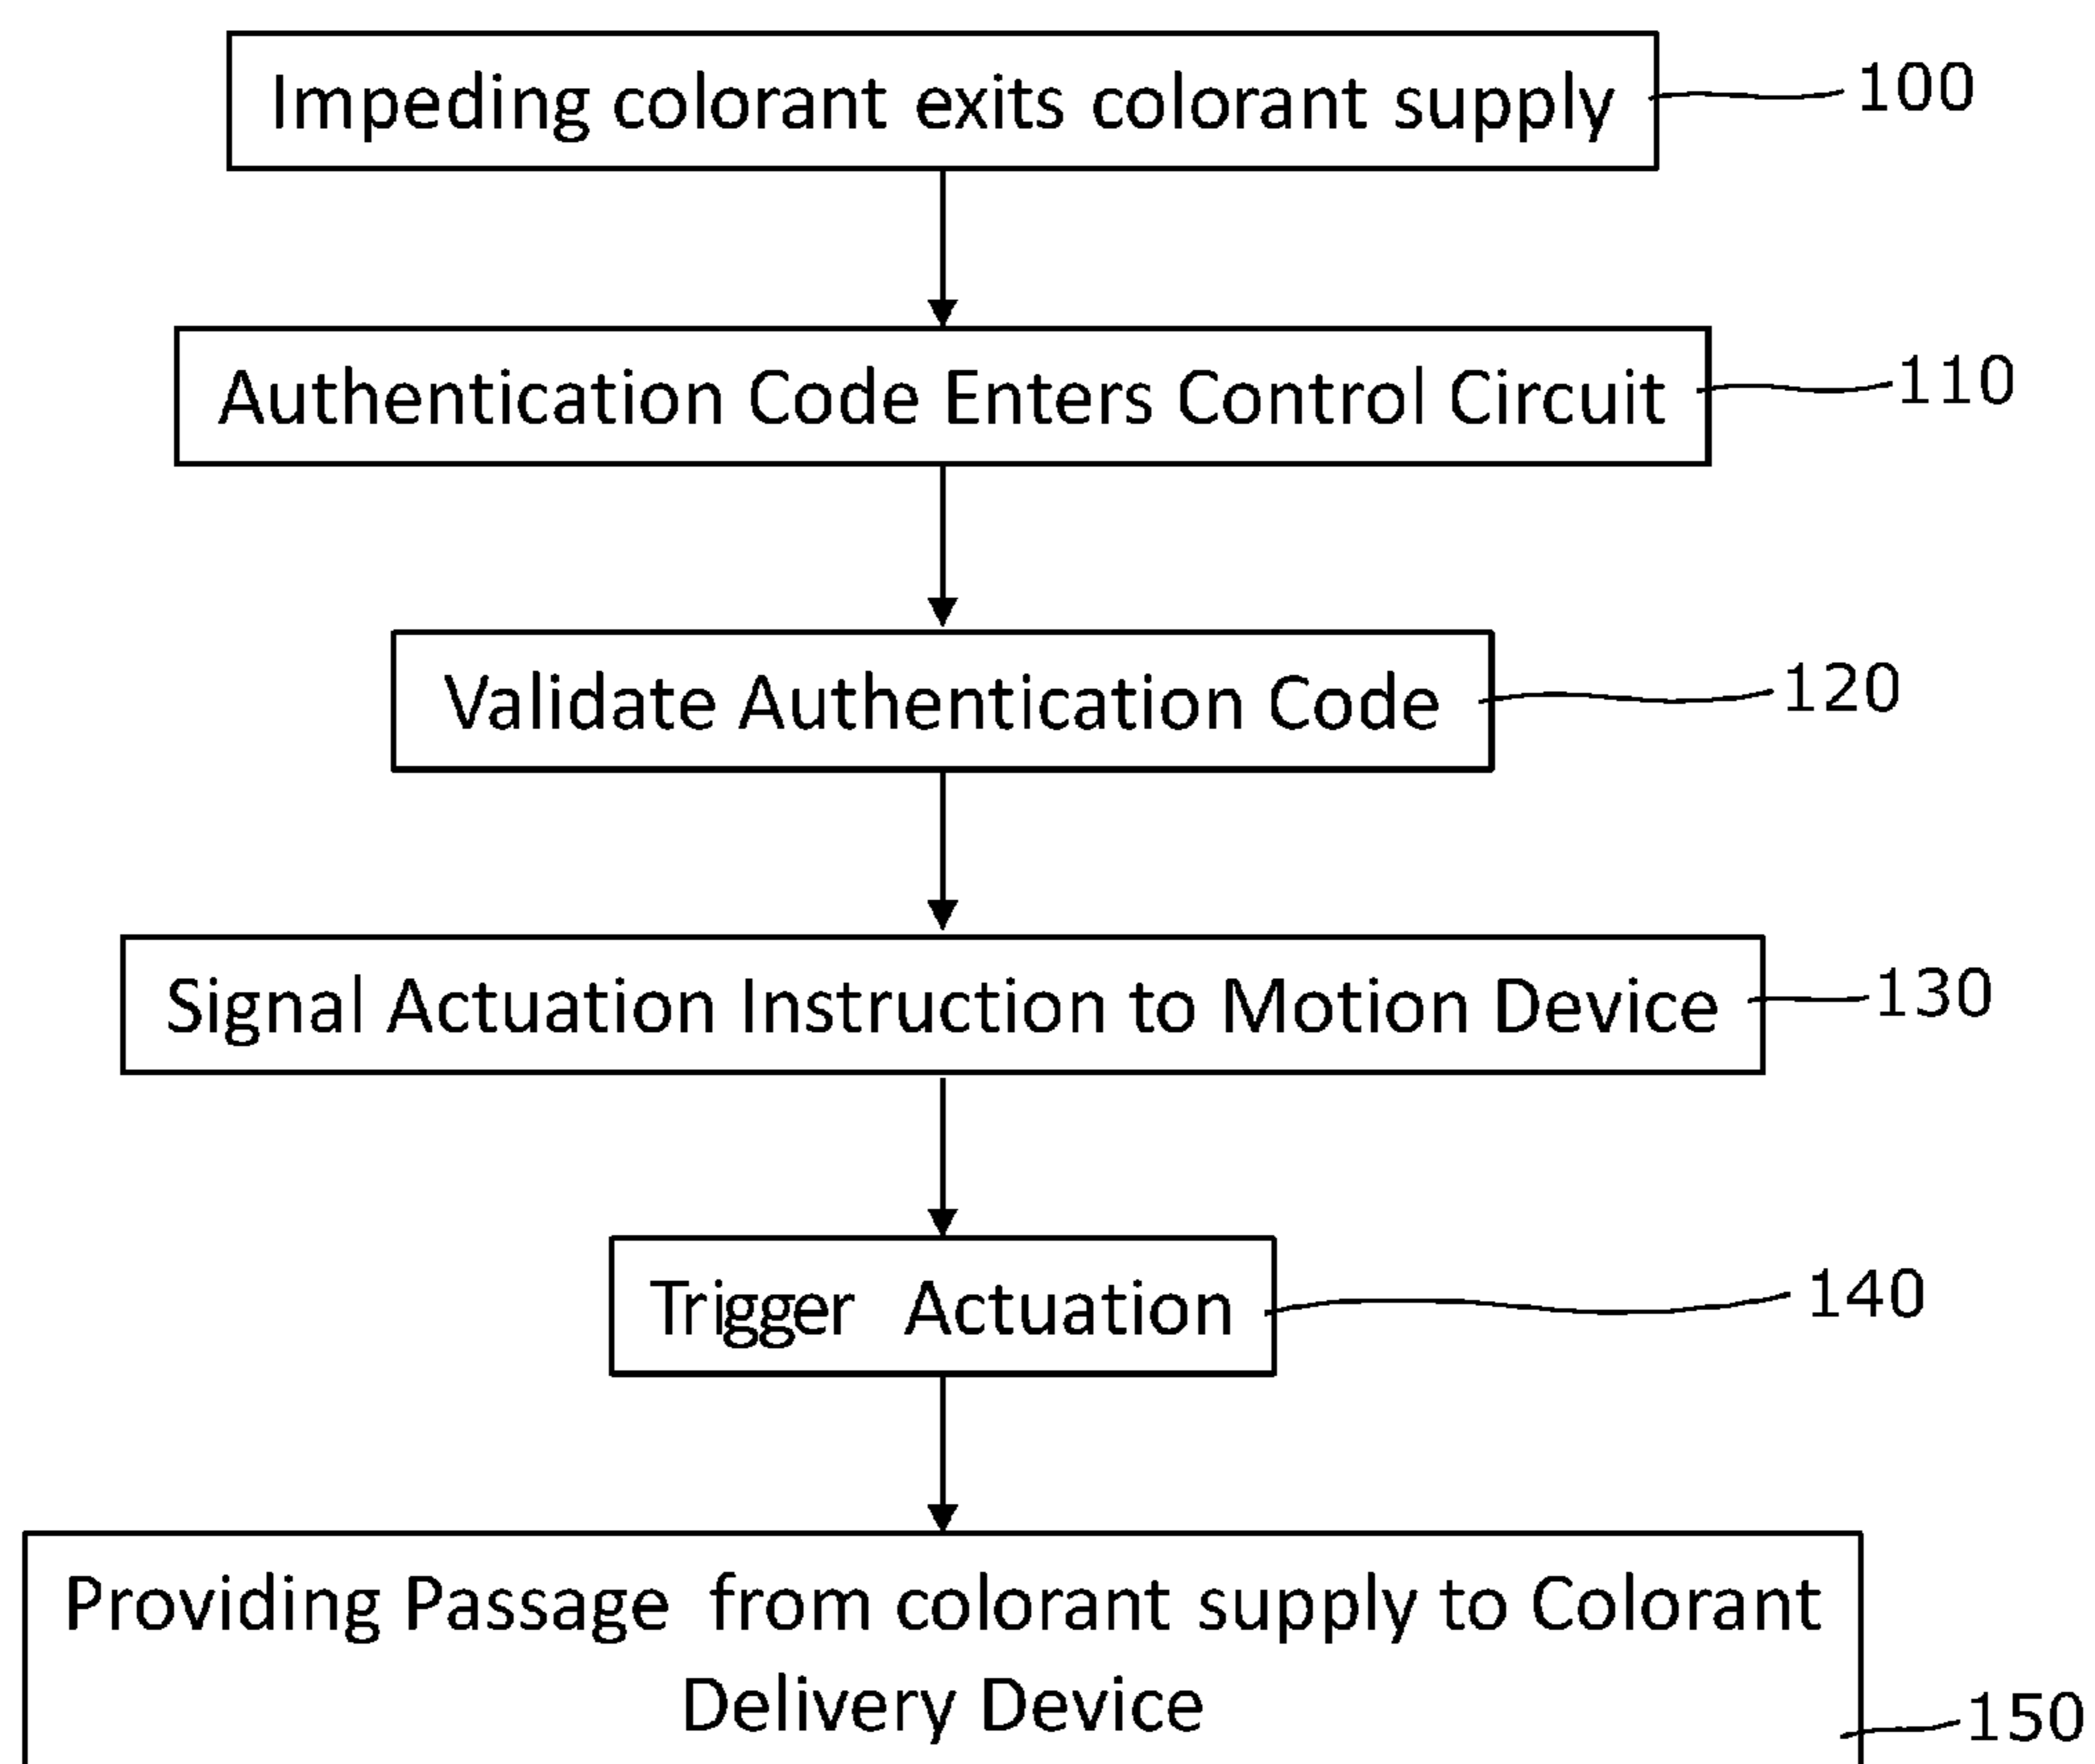 Impeding colorant exits colorant supply
100
Authentication Code Enters Control Circuit
110
Validate Authentication Code
120
Signal Actuation Instruction to Motion Device
130
Trigger Actuation
140
Providing Passage from colorant supply to Colorant
Delivery Device
150